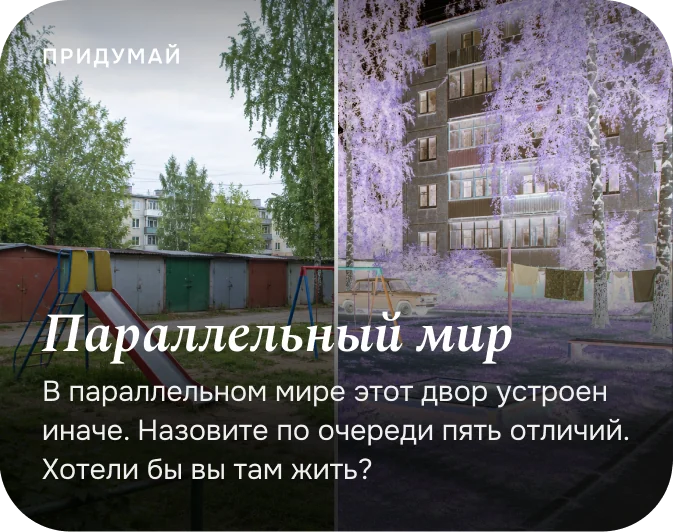 ПРИДУМАЙ
Параллельный мир
В параллельном мире этот двор устроен
иначе. Назовите по очереди пять отличий.
Хотели бы вы там жить?